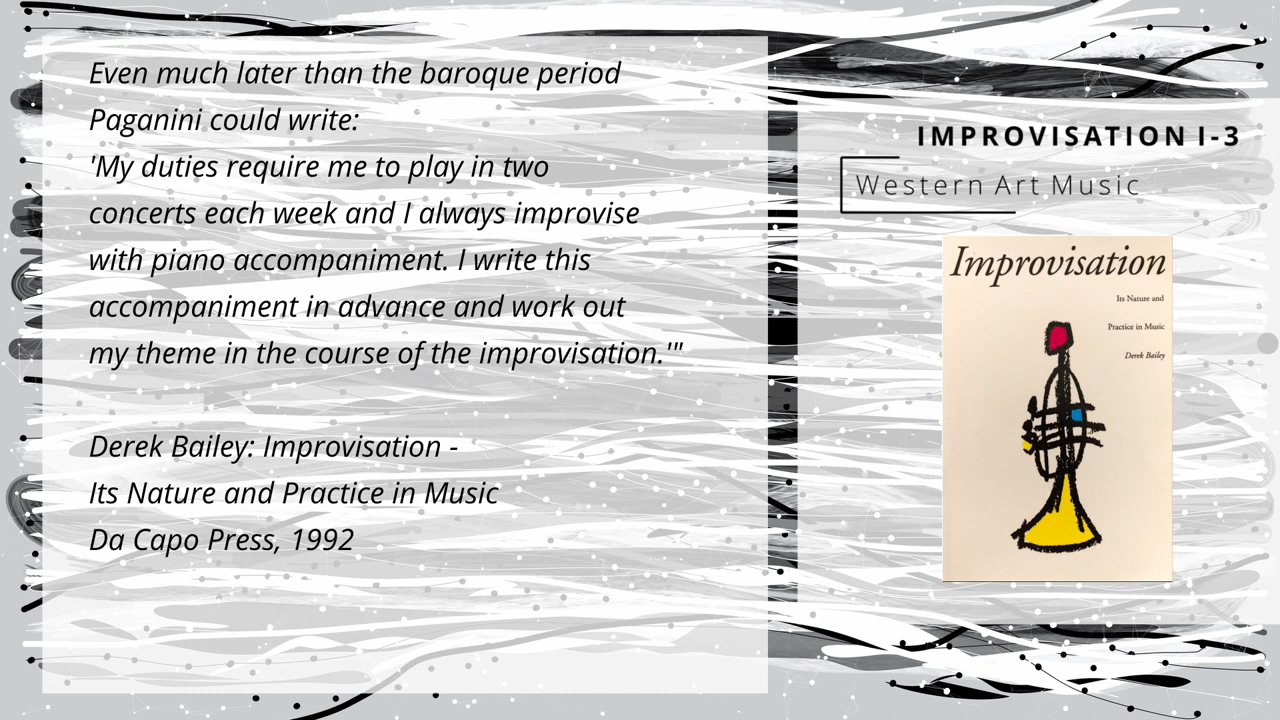 Even much later than the baroque period
Paganini could write:
'My duties require me to play in two
concerts each week and I always improvise
with piano accompaniment. I write this
accompaniment in advance and work out
my theme in the course of the improvisation.'"
Derek Bailey: Improvisation -
Its Nature and Practice in Music
Da Capo Press, 1992
IMPROVISATION I-3
Western Art Music
Improvisation
Its Nature and
Practice in Music
Derek Bailey